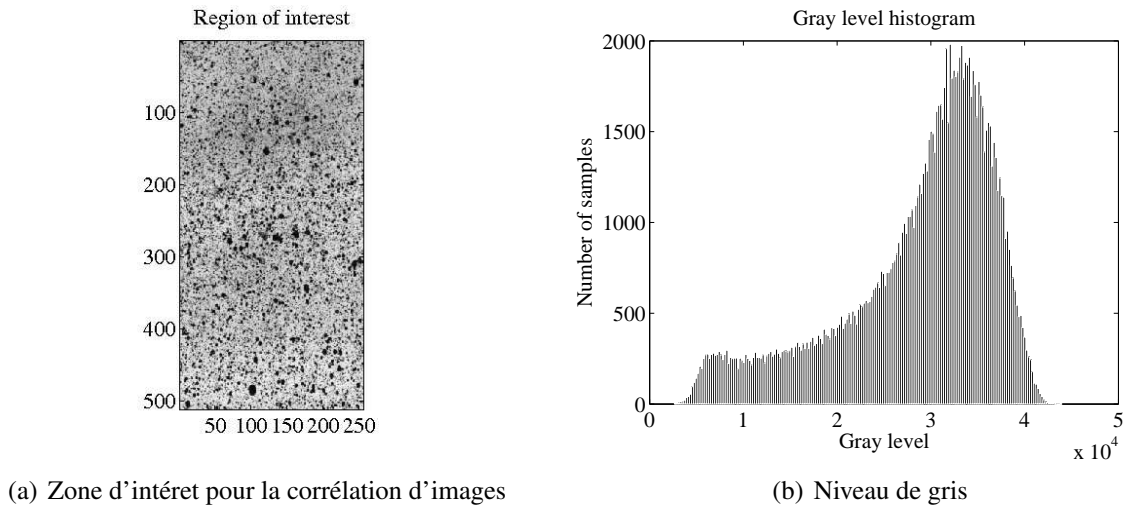 Region of interest
100
200
300
400
500
50 100 150 200 250
Gray level histogram
Number of samples
2000
1500
1000
500
0
0 1 2 3 4 5
Gray level
x 10^4
(a) Zone d'intéret pour la corrélation d'images
(b) Niveau de gris